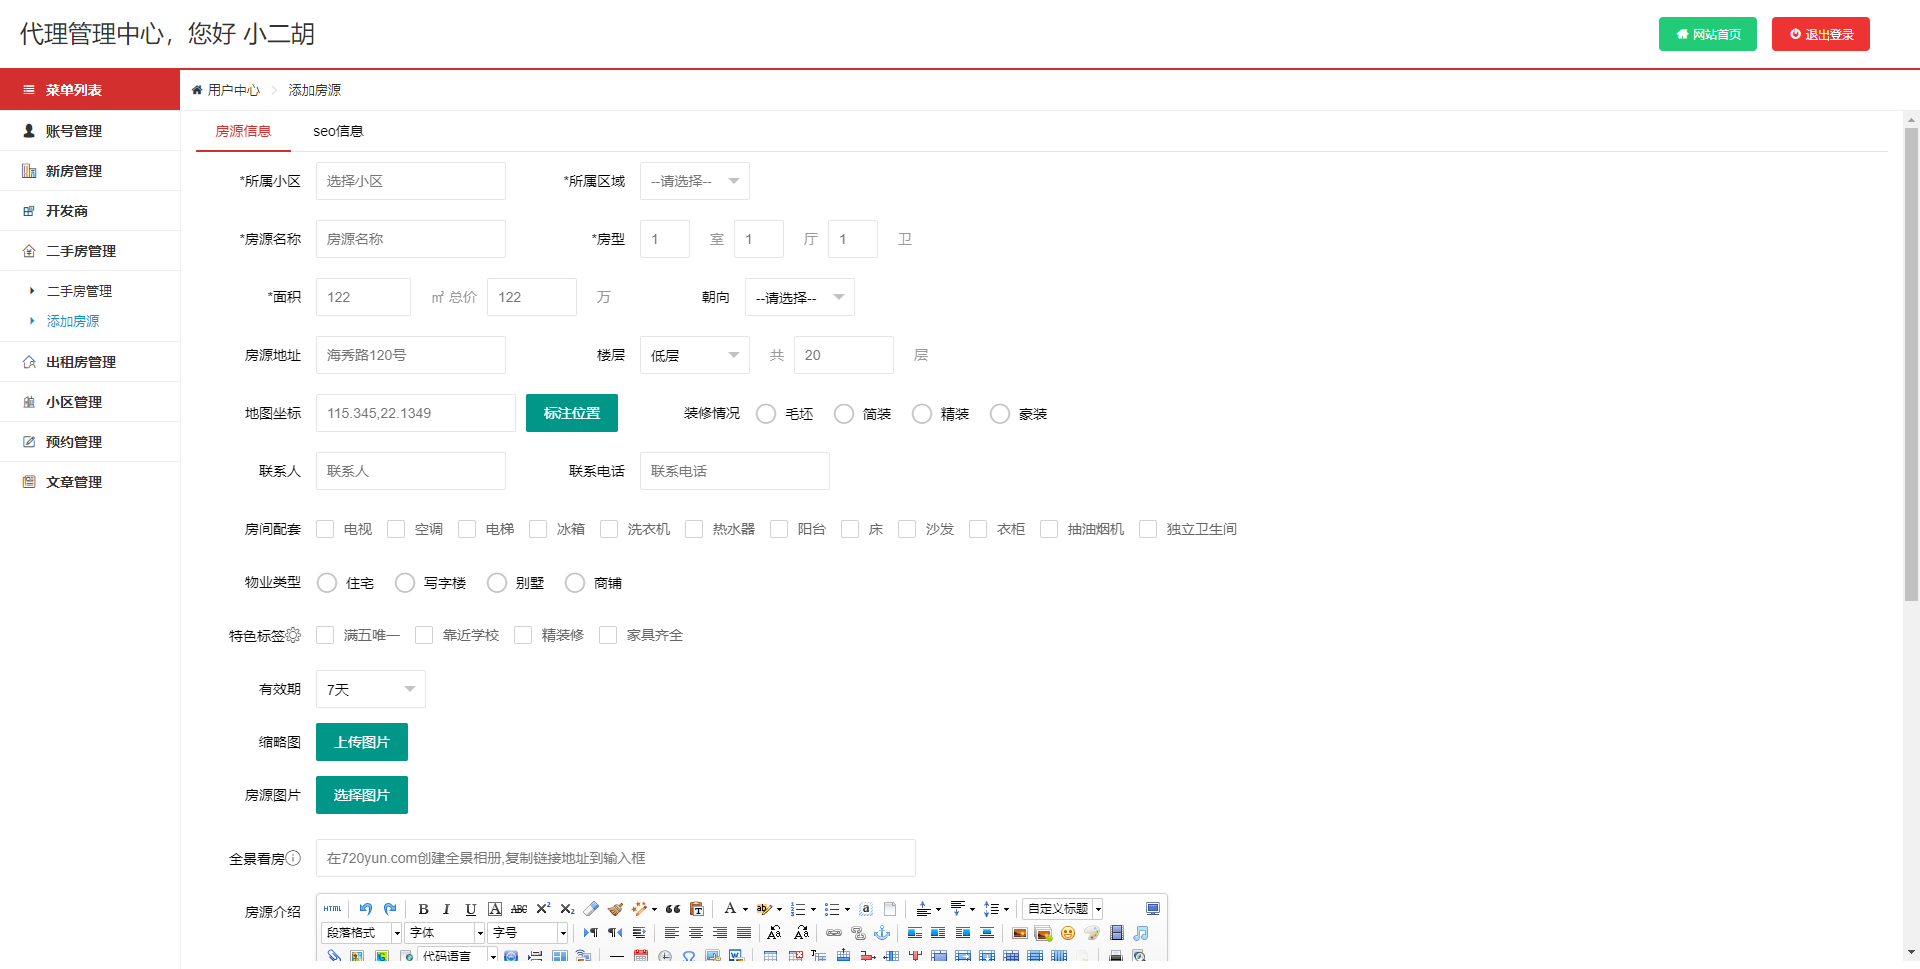 代理管理中心，您好 小二胡
网站首页 退出登录
菜单列表
用户中心 添加房源
账号管理
新房管理
开发商
二手房管理
二手房管理
添加房源
出租房管理
小区管理
预约管理
文章管理
房源信息 seo信息
*所属小区 选择小区 *所属区域 --请选择--
*房源名称 房源名称 *房型 1 室 1 厅 1 卫
*面积 122 ㎡ 总价 122 万 朝向 --请选择--
房源地址 海秀路120号 楼层 低层 共 20 层
地图坐标 115.345,22.1349 标注位置 装修情况 毛坯 简装 精装 豪装
联系人 联系人 联系电话 联系电话
房间配套 电视 空调 电梯 冰箱 洗衣机 热水器 阳台 床 沙发 衣柜 抽油烟机 独立卫生间
物业类型 住宅 写字楼 别墅 商铺
特色标签 满五唯一 靠近学校 精装修 家具齐全
有效期 7天
缩略图 上传图片
房源图片 选择图片
全景看房 在720yun.com创建全景相册,复制链接地址到输入框
房源介绍 HTML 自定义标题
段落格式 字体 字号
代码语言